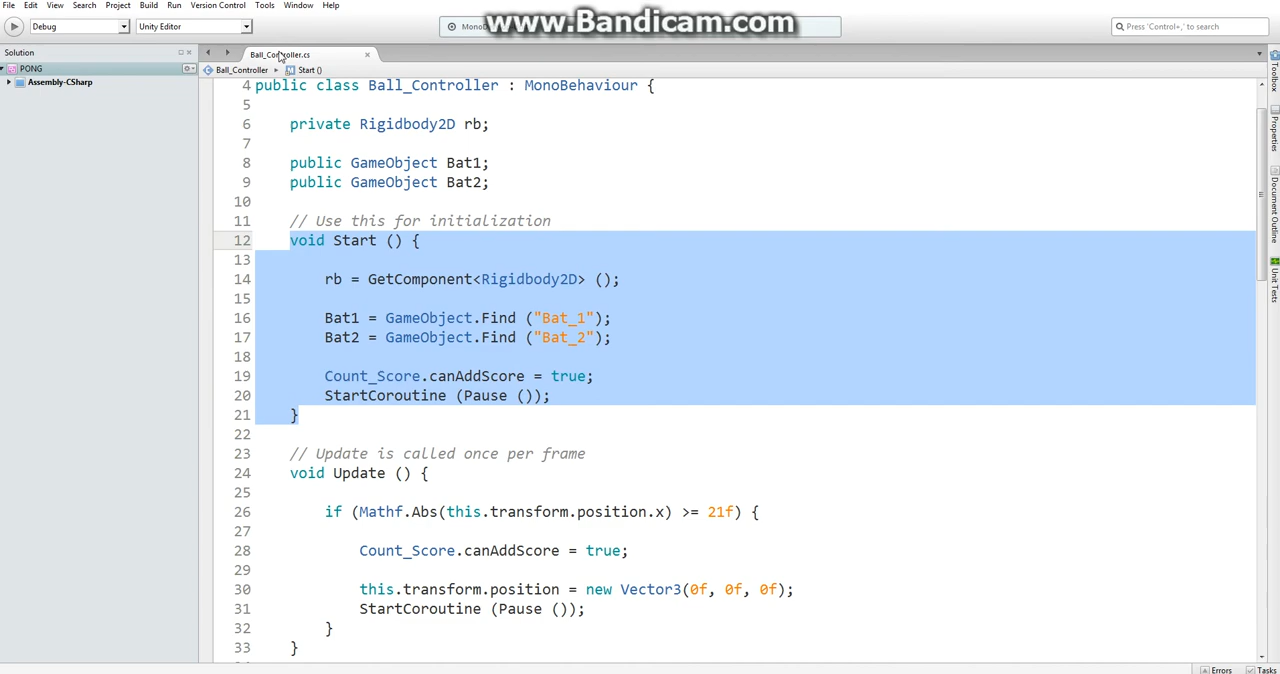 File Edit View Search Project Build Run Version Control Tools Window Help
www.Bandicam.com
Debug Unity Editor Press 'Control+,' to search
Solution
Ball_Controller.cs
PONG
Ball_Controller Start ()
Assembly-CSharp
4 public class Ball_Controller : MonoBehaviour {
5
6 private Rigidbody2D rb;
7
8 public GameObject Bat1;
9 public GameObject Bat2;
10
11 // Use this for initialization
12 void Start () {
13
14 rb = GetComponent<Rigidbody2D> ();
15
16 Bat1 = GameObject.Find ("Bat_1");
17 Bat2 = GameObject.Find ("Bat_2");
18
19 Count_Score.canAddScore = true;
20 StartCoroutine (Pause ());
21 }
22
23 // Update is called once per frame
24 void Update () {
25
26 if (Mathf.Abs(this.transform.position.x) >= 21f) {
27
28 Count_Score.canAddScore = true;
29
30 this.transform.position = new Vector3(0f, 0f, 0f);
31 StartCoroutine (Pause ());
32 }
33 }
Toolbox
Properties
Document Outline
Unit Tests
Errors Tasks